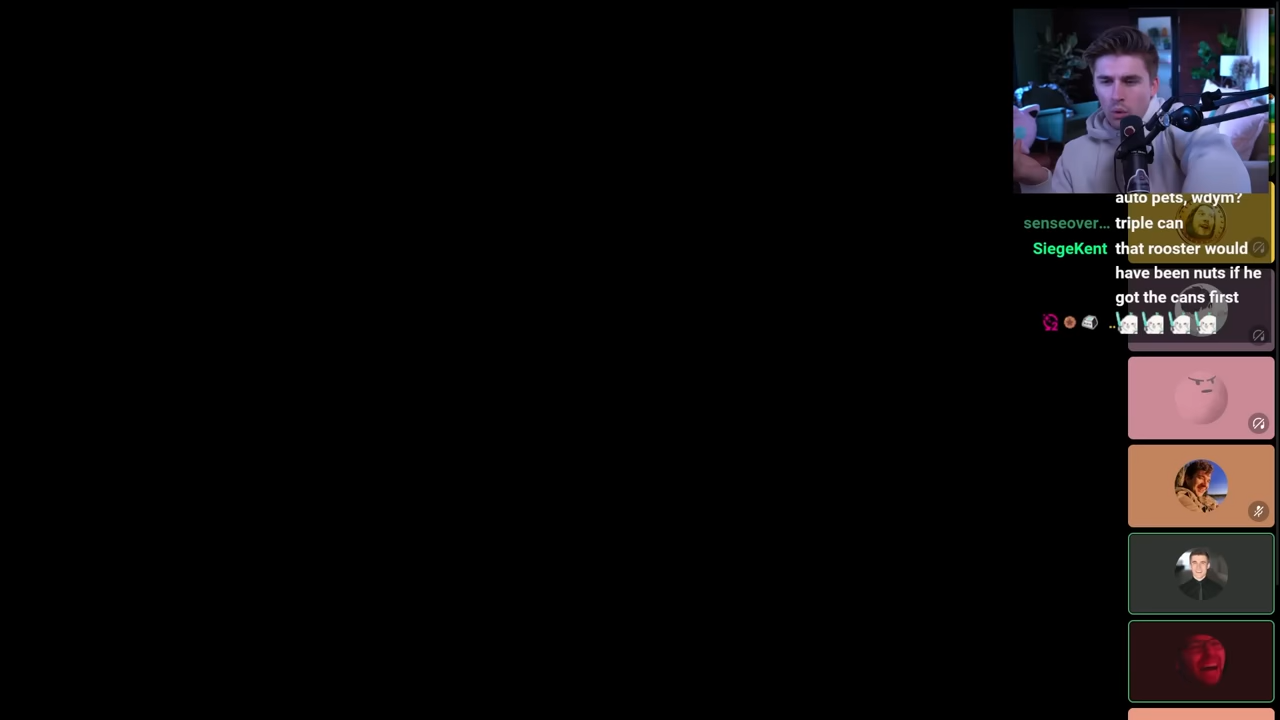 auto pets, wdym?
senseover… triple can
SiegeKent that rooster would
have been nuts if he
got the cans first